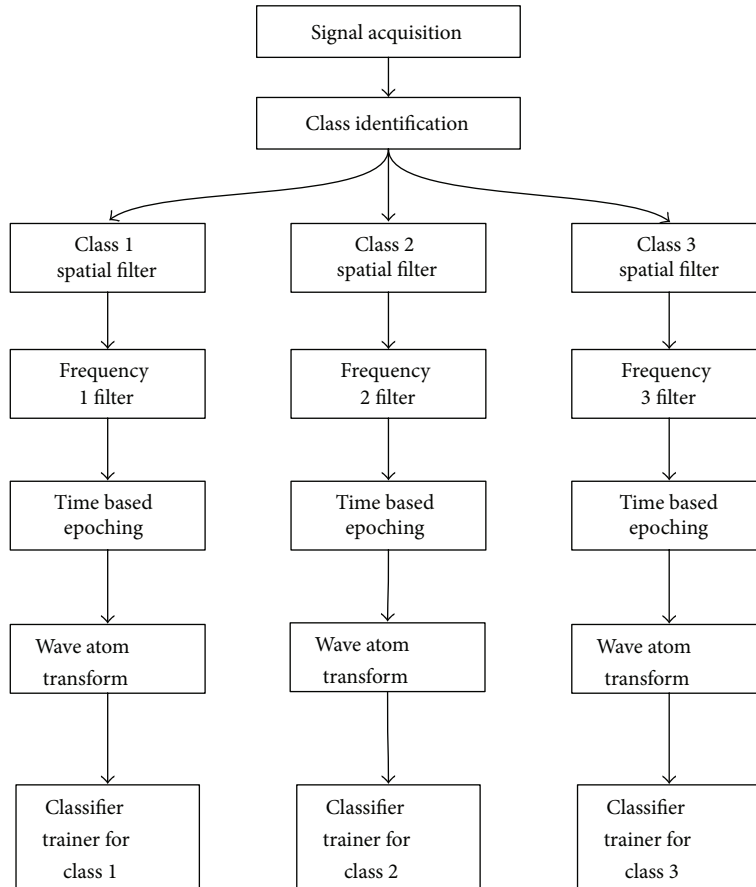 Signal acquisition
Class identification
Class 1
spatial filter
Class 2
spatial filter
Class 3
spatial filter
Frequency
1 filter
Frequency
2 filter
Frequency
3 filter
Time based
epoching
Time based
epoching
Time based
epoching
Wave atom
transform
Wave atom
transform
Wave atom
transform
Classifier
trainer for
class 1
Classifier
trainer for
class 2
Classifier
trainer for
class 3